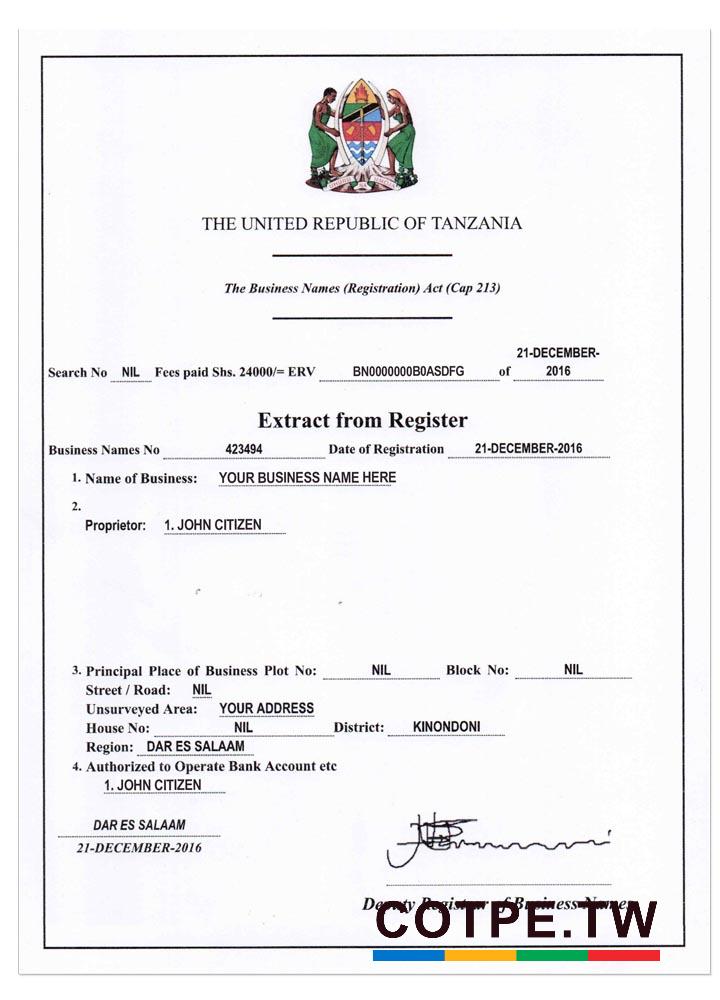 THE UNITED REPUBLIC OF TANZANIA
The Business Names (Registration) Act (Cap 213)
21-DECEMBER-
Search No NIL Fees paid Shs. 24000/= ERV BN0000000B0ASDFG of 2016
Extract from Register
Business Names No 423494 Date of Registration 21-DECEMBER-2016
1. Name of Business: YOUR BUSINESS NAME HERE
2.
Proprietor: 1. JOHN CITIZEN
3. Principal Place of Business Plot No: NIL Block No: NIL
Street / Road: NIL
Unsurveyed Area: YOUR ADDRESS
House No: NIL District: KINONDONI
Region: DAR ES SALAAM
4. Authorized to Operate Bank Account etc
1. JOHN CITIZEN
DAR ES SALAAM
21-DECEMBER-2016
Deputy Registrar of Business Names
COTPE.TW